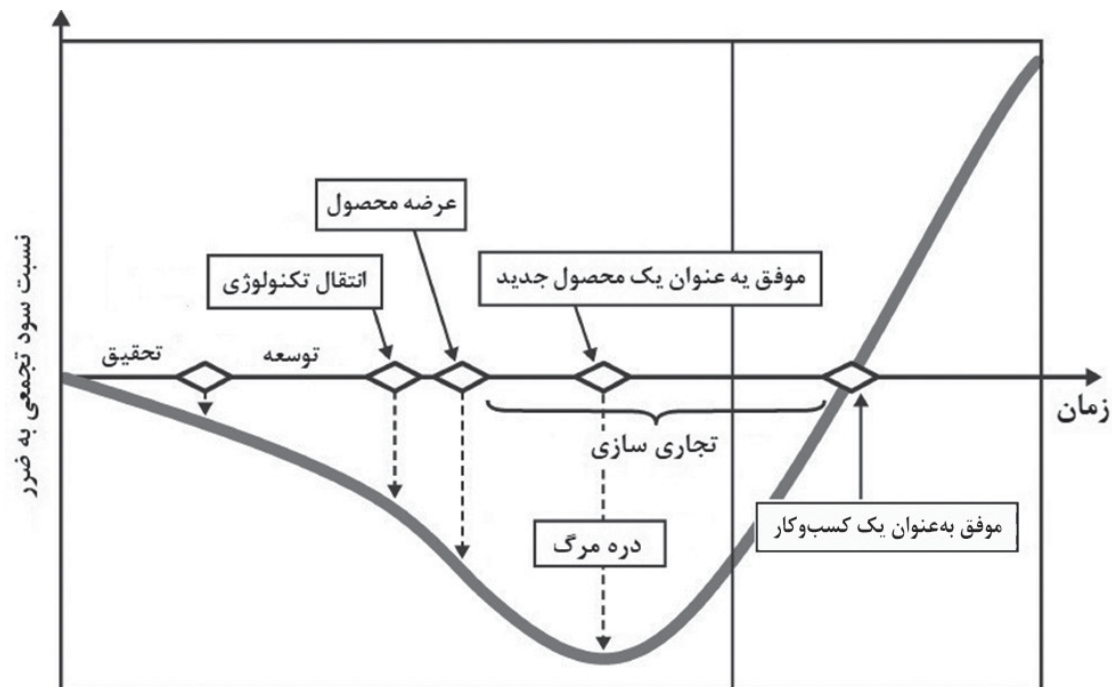 نسبت سود تجمعی به ضرر
عرضه محصول
انتقال تکنولوژی
موفق یه عنوان یک محصول جدید
تحقیق
توسعه
زمان
تجاری سازی
دره مرگ
موفق به‌عنوان یک کسب‌وکار